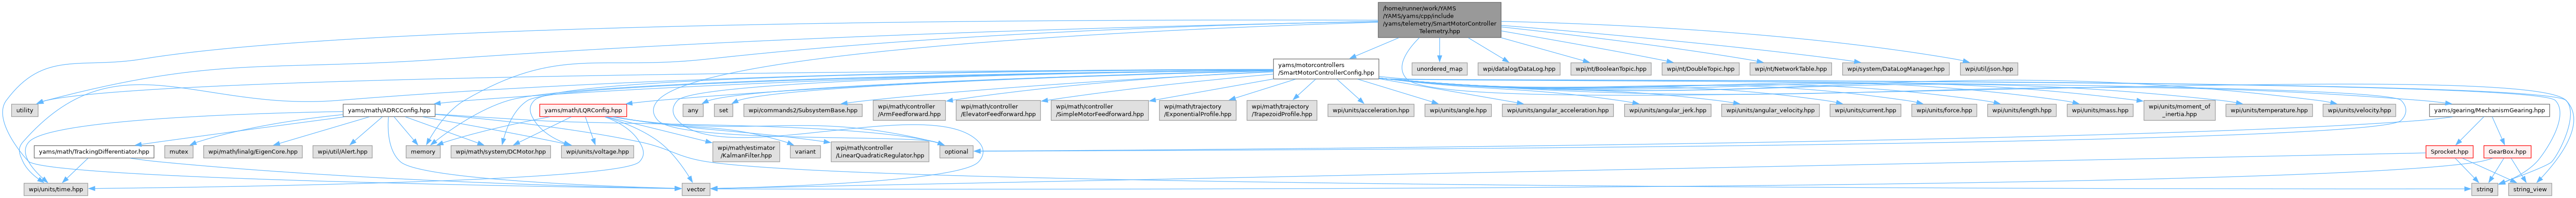 /home/runner/work/YAMS
/YAMS/yams/cpp/include
/yams/telemetry/SmartMotorController
Telemetry.hpp
yams/motorcontrollers
/SmartMotorControllerConfig.hpp
unordered_map
wpi/datalog/DataLog.hpp
wpi/nt/BooleanTopic.hpp
wpi/nt/DoubleTopic.hpp
wpi/nt/NetworkTable.hpp
wpi/system/DataLogManager.hpp
wpi/util/json.hpp
utility
yams/math/ADRCConfig.hpp
yams/math/LQRConfig.hpp
any
set
wpi/commands2/SubsystemBase.hpp
wpi/math/controller
/ArmFeedforward.hpp
wpi/math/controller
/ElevatorFeedforward.hpp
wpi/math/controller
/SimpleMotorFeedforward.hpp
wpi/math/trajectory
/ExponentialProfile.hpp
wpi/math/trajectory
/TrapezoidProfile.hpp
wpi/units/acceleration.hpp
wpi/units/angle.hpp
wpi/units/angular_acceleration.hpp
wpi/units/angular_jerk.hpp
wpi/units/angular_velocity.hpp
wpi/units/current.hpp
wpi/units/force.hpp
wpi/units/length.hpp
wpi/units/mass.hpp
wpi/units/moment_of
_inertia.hpp
wpi/units/temperature.hpp
wpi/units/velocity.hpp
yams/gearing/MechanismGearing.hpp
yams/math/TrackingDifferentiator.hpp
mutex
wpi/math/linalg/EigenCore.hpp
wpi/util/Alert.hpp
memory
wpi/math/system/DCMotor.hpp
wpi/units/voltage.hpp
wpi/math/estimator
/KalmanFilter.hpp
variant
wpi/math/controller
/LinearQuadraticRegulator.hpp
optional
Sprocket.hpp
GearBox.hpp
wpi/units/time.hpp
vector
string
string_view